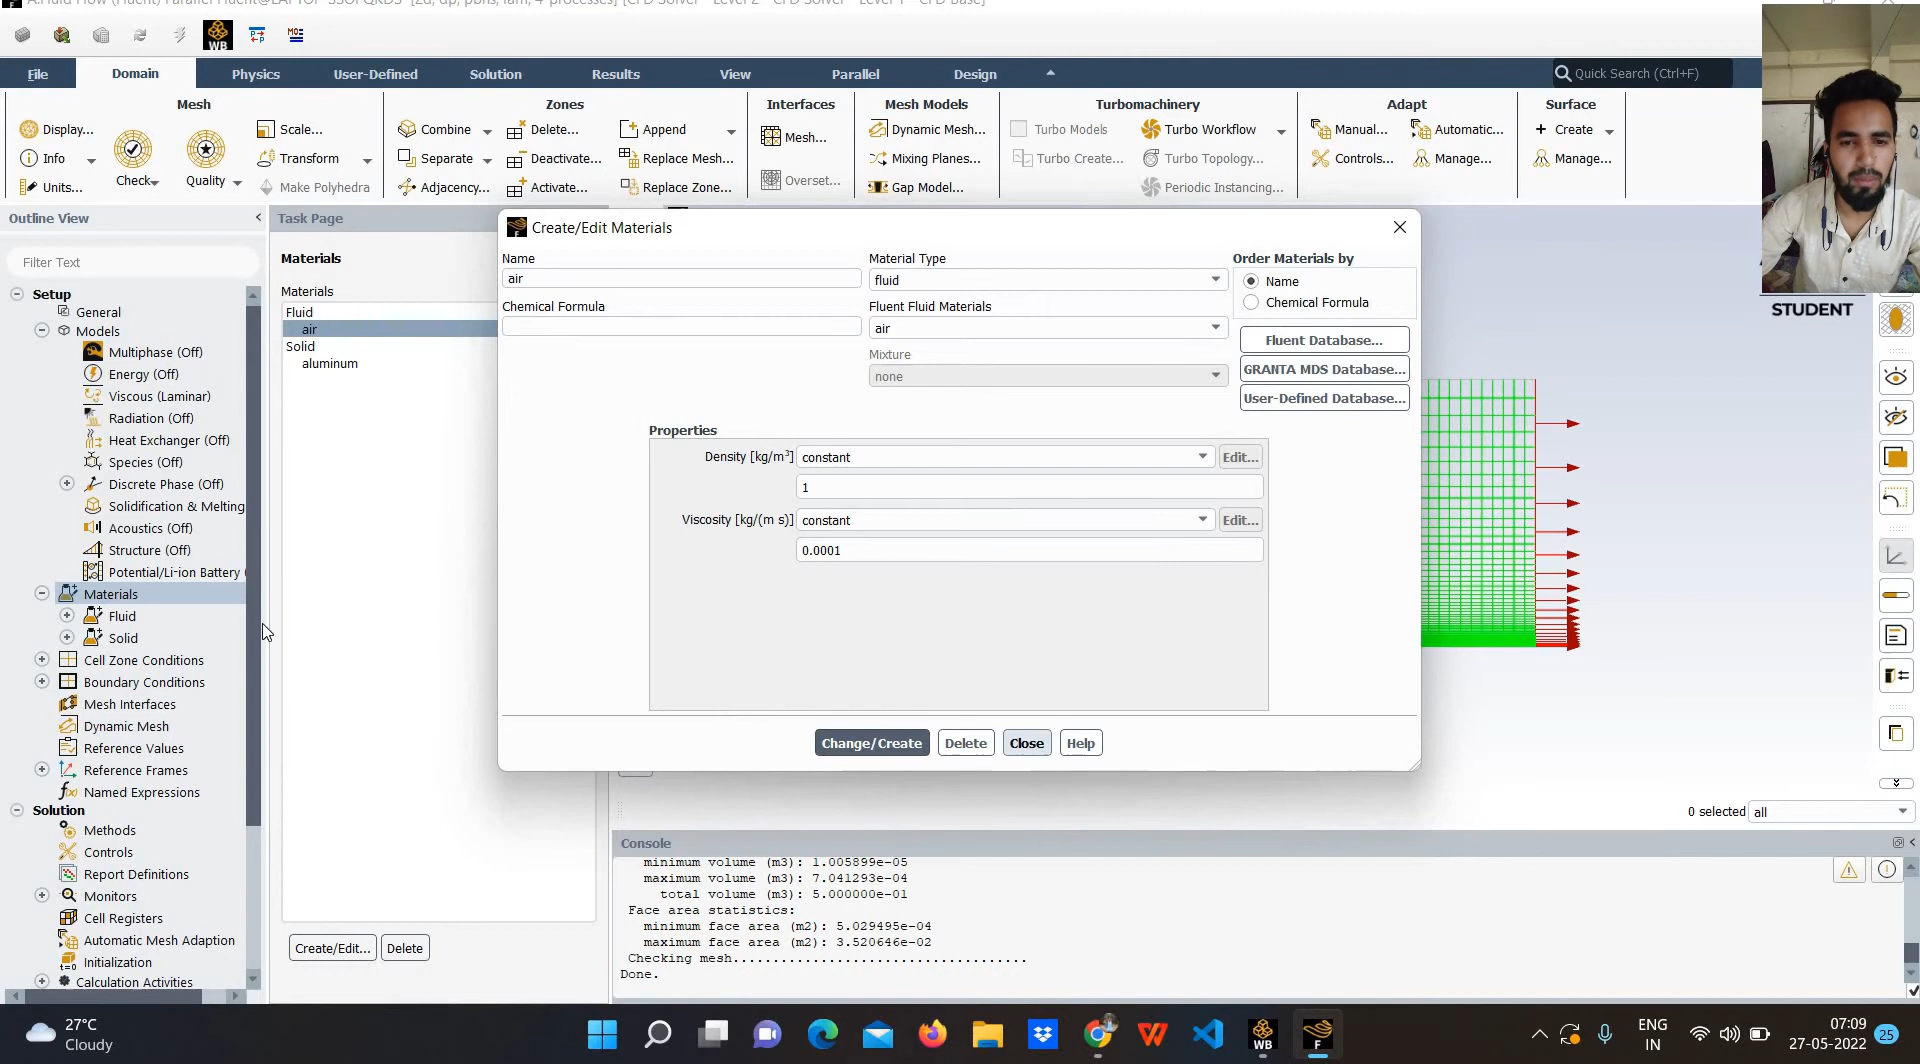 WB
File
Domain
Physics
User-Defined
Solution
Results
View
Parallel
Design
Quick Search (Ctrl+F)
Mesh
Zones
Interfaces
Mesh Models
Turbomachinery
Adapt
Surface
Display...
Scale...
Combine
Delete...
Append
Mesh...
Dynamic Mesh...
Turbo Models
Turbo Workflow
Manual...
Automatic...
Create
Info
Transform
Separate
Deactivate...
Replace Mesh...
Mixing Planes...
Turbo Create...
Turbo Topology...
Controls...
Manage...
Manage...
Units...
Check
Quality
Make Polyhedra
Adjacency...
Activate...
Replace Zone...
Overset...
Gap Model...
Periodic Instancing...
Outline View
Filter Text
Setup
General
Models
Multiphase (Off)
Energy (Off)
Viscous (Laminar)
Radiation (Off)
Heat Exchanger (Off)
Species (Off)
Discrete Phase (Off)
Solidification & Melting
Acoustics (Off)
Structure (Off)
Potential/Li-ion Battery (
Materials
Fluid
Solid
Cell Zone Conditions
Boundary Conditions
Mesh Interfaces
Dynamic Mesh
Reference Values
Reference Frames
Named Expressions
Solution
Methods
Controls
Report Definitions
Monitors
Cell Registers
Automatic Mesh Adaption
Initialization
Calculation Activities
Task Page
Materials
Materials
Fluid
air
Solid
aluminum
Create/Edit...
Delete
Create/Edit Materials
Name
air
Chemical Formula
Material Type
fluid
Fluent Fluid Materials
air
Mixture
none
Order Materials by
Name
Chemical Formula
Fluent Database...
GRANTA MDS Database...
User-Defined Database...
Properties
Density [kg/m³]
constant
Edit...
1
Viscosity [kg/(m s)]
constant
Edit...
0.0001
Change/Create
Delete
Close
Help
STUDENT
0 selected
all
Console
minimum volume (m3): 1.005899e-05
maximum volume (m3): 7.041293e-04
total volume (m3): 5.000000e-01
Face area statistics:
minimum face area (m2): 5.029495e-04
maximum face area (m2): 3.520646e-02
Checking mesh....................................
Done.
27°C
Cloudy
WB
F
ENG
IN
07:09
27-05-2022
25